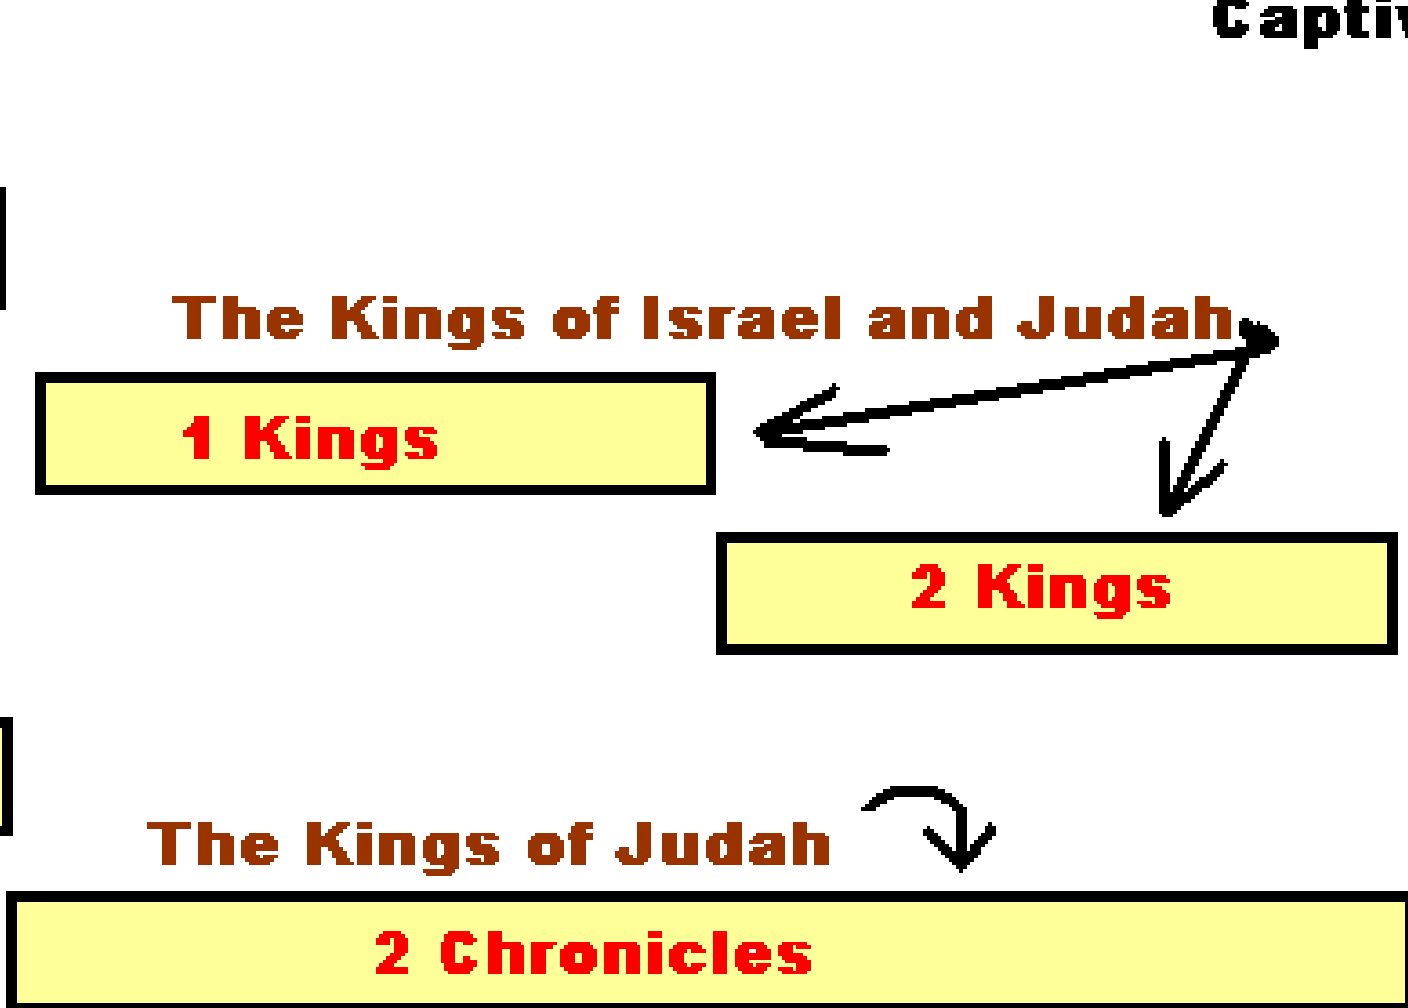 The Kings of Israel and Judah
1 Kings
2 Kings
The Kings of Judah
2 Chronicles